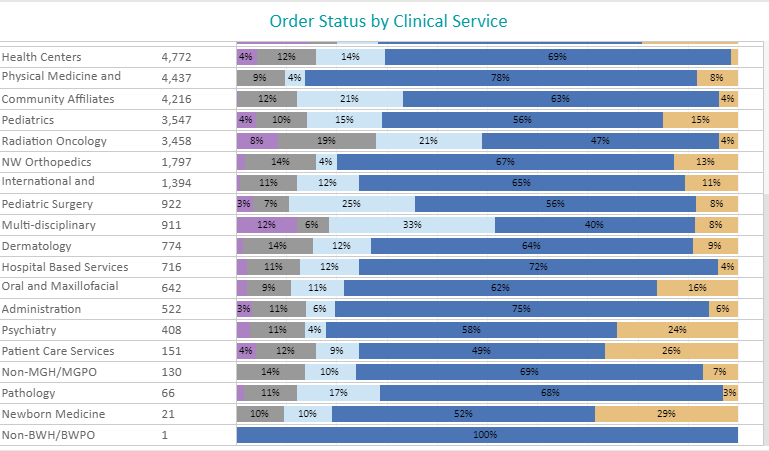 Order Status by Clinical Service
Health Centers 4,772 4% 12% 14% 69%
Physical Medicine and 4,437 9% 4% 78% 8%
Community Affiliates 4,216 12% 21% 63% 4%
Pediatrics 3,547 4% 10% 15% 56% 15%
Radiation Oncology 3,458 8% 19% 21% 47% 4%
NW Orthopedics 1,797 14% 4% 67% 13%
International and 1,394 11% 12% 65% 11%
Pediatric Surgery 922 3% 7% 25% 56% 8%
Multi-disciplinary 911 12% 6% 33% 40% 8%
Dermatology 774 14% 12% 64% 9%
Hospital Based Services 716 11% 12% 72% 4%
Oral and Maxillofacial 642 9% 11% 62% 16%
Administration 522 3% 11% 6% 75% 6%
Psychiatry 408 11% 4% 58% 24%
Patient Care Services 151 4% 12% 9% 49% 26%
Non-MGH/MGPO 130 14% 10% 69% 7%
Pathology 66 11% 17% 68% 3%
Newborn Medicine 21 10% 10% 52% 29%
Non-BWH/BWPO 1 100%